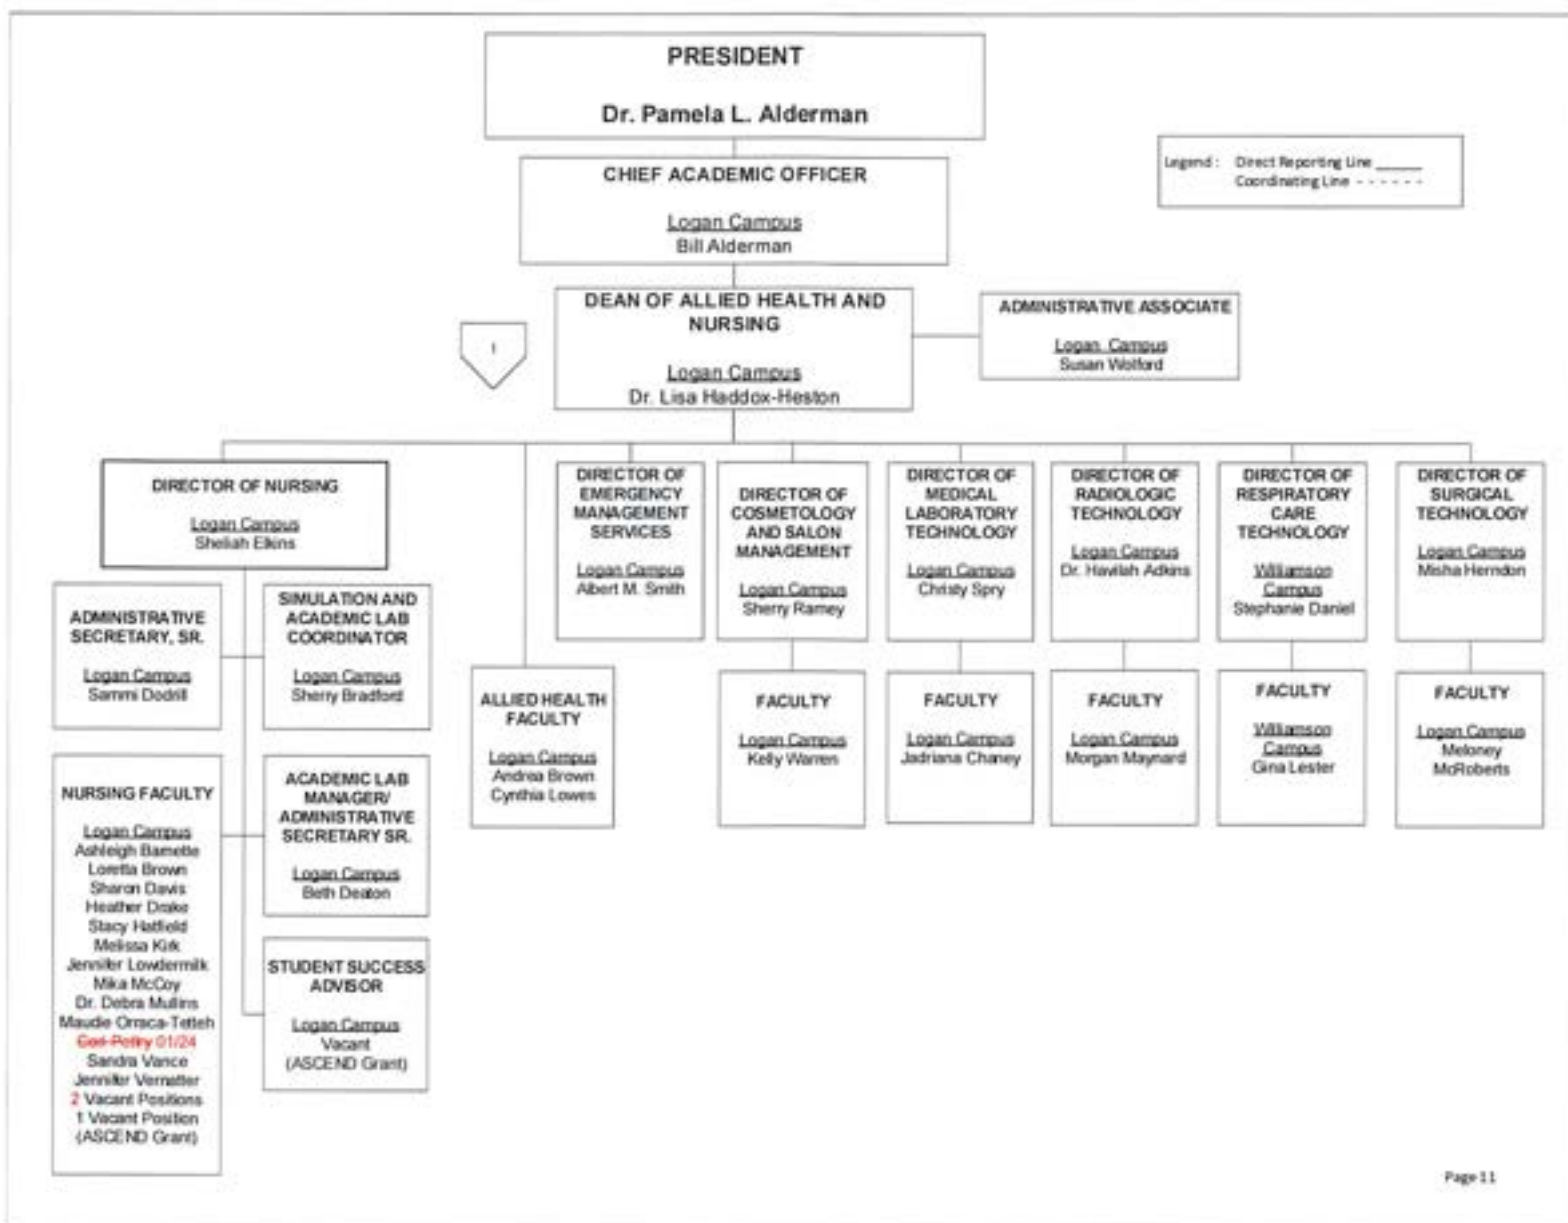 PRESIDENT
Dr. Pamela L. Alderman
CHIEF ACADEMIC OFFICER
Logan Campus
Bill Alderman
Legend : Direct Reporting Line ______
Coordinating Line - - - - - -
DEAN OF ALLIED HEALTH AND
NURSING
Logan Campus
Dr. Lisa Haddox-Heston
ADMINISTRATIVE ASSOCIATE
Logan Campus
Susan Wolford
1
DIRECTOR OF NURSING
Logan Campus
Sheliah Elkins
DIRECTOR OF
EMERGENCY
MANAGEMENT
SERVICES
Logan Campus
Albert M. Smith
DIRECTOR OF
COSMETOLOGY
AND SALON
MANAGEMENT
Logan Campus
Sherry Ramey
DIRECTOR OF
MEDICAL
LABORATORY
TECHNOLOGY
Logan Campus
Christy Spry
DIRECTOR OF
RADIOLOGIC
TECHNOLOGY
Logan Campus
Dr. Havilah Adkins
DIRECTOR OF
RESPIRATORY
CARE
TECHNOLOGY
Williamson
Campus
Stephanie Daniel
DIRECTOR OF
SURGICAL
TECHNOLOGY
Logan Campus
Misha Herndon
ADMINISTRATIVE
SECRETARY, SR.
Logan Campus
Sammi Dodrill
SIMULATION AND
ACADEMIC LAB
COORDINATOR
Logan Campus
Sherry Bradford
ALLIED HEALTH
FACULTY
Logan Campus
Andrea Brown
Cynthia Lowes
FACULTY
Logan Campus
Kelly Warren
FACULTY
Logan Campus
Jadriana Chaney
FACULTY
Logan Campus
Morgan Maynard
FACULTY
Williamson
Campus
Gina Lester
FACULTY
Logan Campus
Meloney
McRoberts
NURSING FACULTY
Logan Campus
Ashleigh Barnette
Loretta Brown
Sharon Davis
Heather Drake
Stacy Hatfield
Melissa Kirk
Jennifer Lowdermilk
Mika McCoy
Dr. Debra Mullins
Maudie Orraca-Tetteh
01/24
Sandra Vance
Jennifer Vernatter
2 Vacant Positions
1 Vacant Position
(ASCEND Grant)
ACADEMIC LAB
MANAGER/
ADMINISTRATIVE
SECRETARY SR.
Logan Campus
Beth Deaton
STUDENT SUCCESS
ADVISOR
Logan Campus
Vacant
(ASCEND Grant)
Page 11